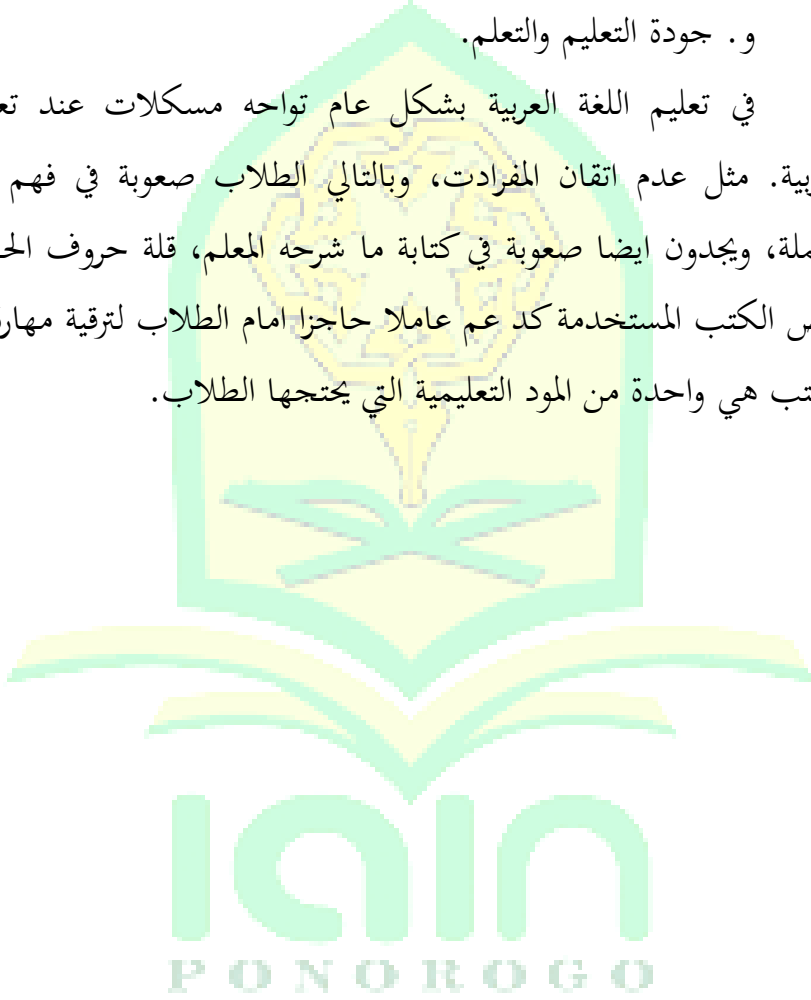 و. جودة التعليم والتعلم.
في تعليم اللغة العربية بشكل عام تواحه مسكلات عند
مثل عدم اتقان المفرادت، وبالتالي الطلاب صعوبة في فهم
ويجدون ايضا صعوبة في كتابة ما شرحه المعلم، قلة حروف
الكتب المستخدمة كد عم عاملا حاجزا امام الطلاب لترقية
هي واحدة من المود التعليمية التي يحتجها الطلاب.
iain
PONOROGO